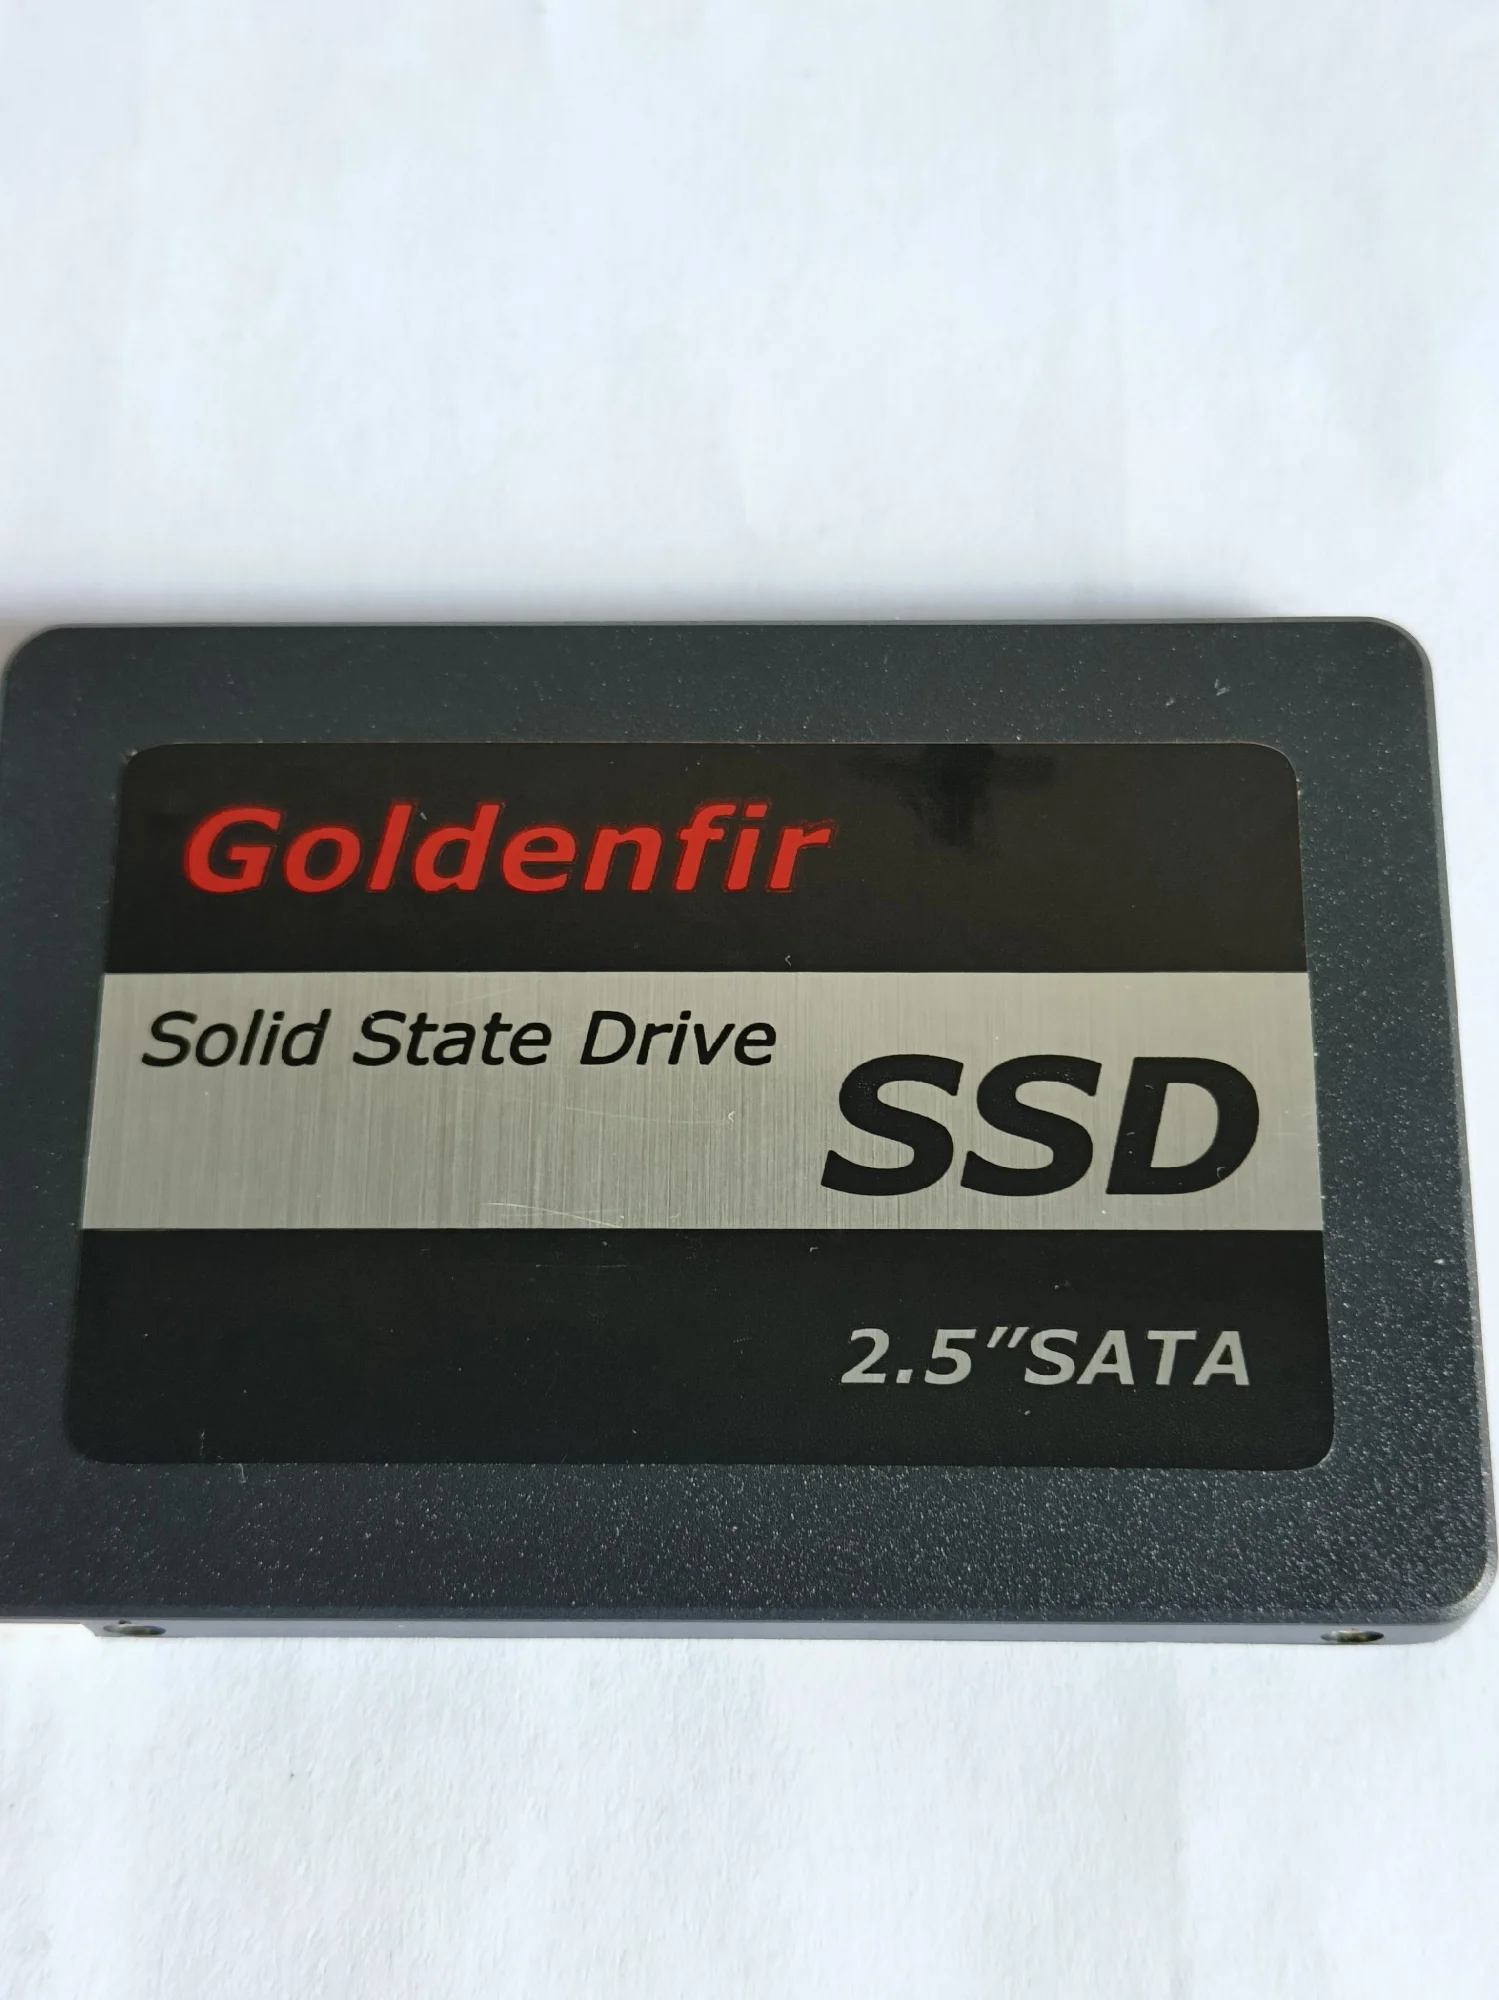 Goldenfir
Solid State Drive
SSD
2.5"SATA